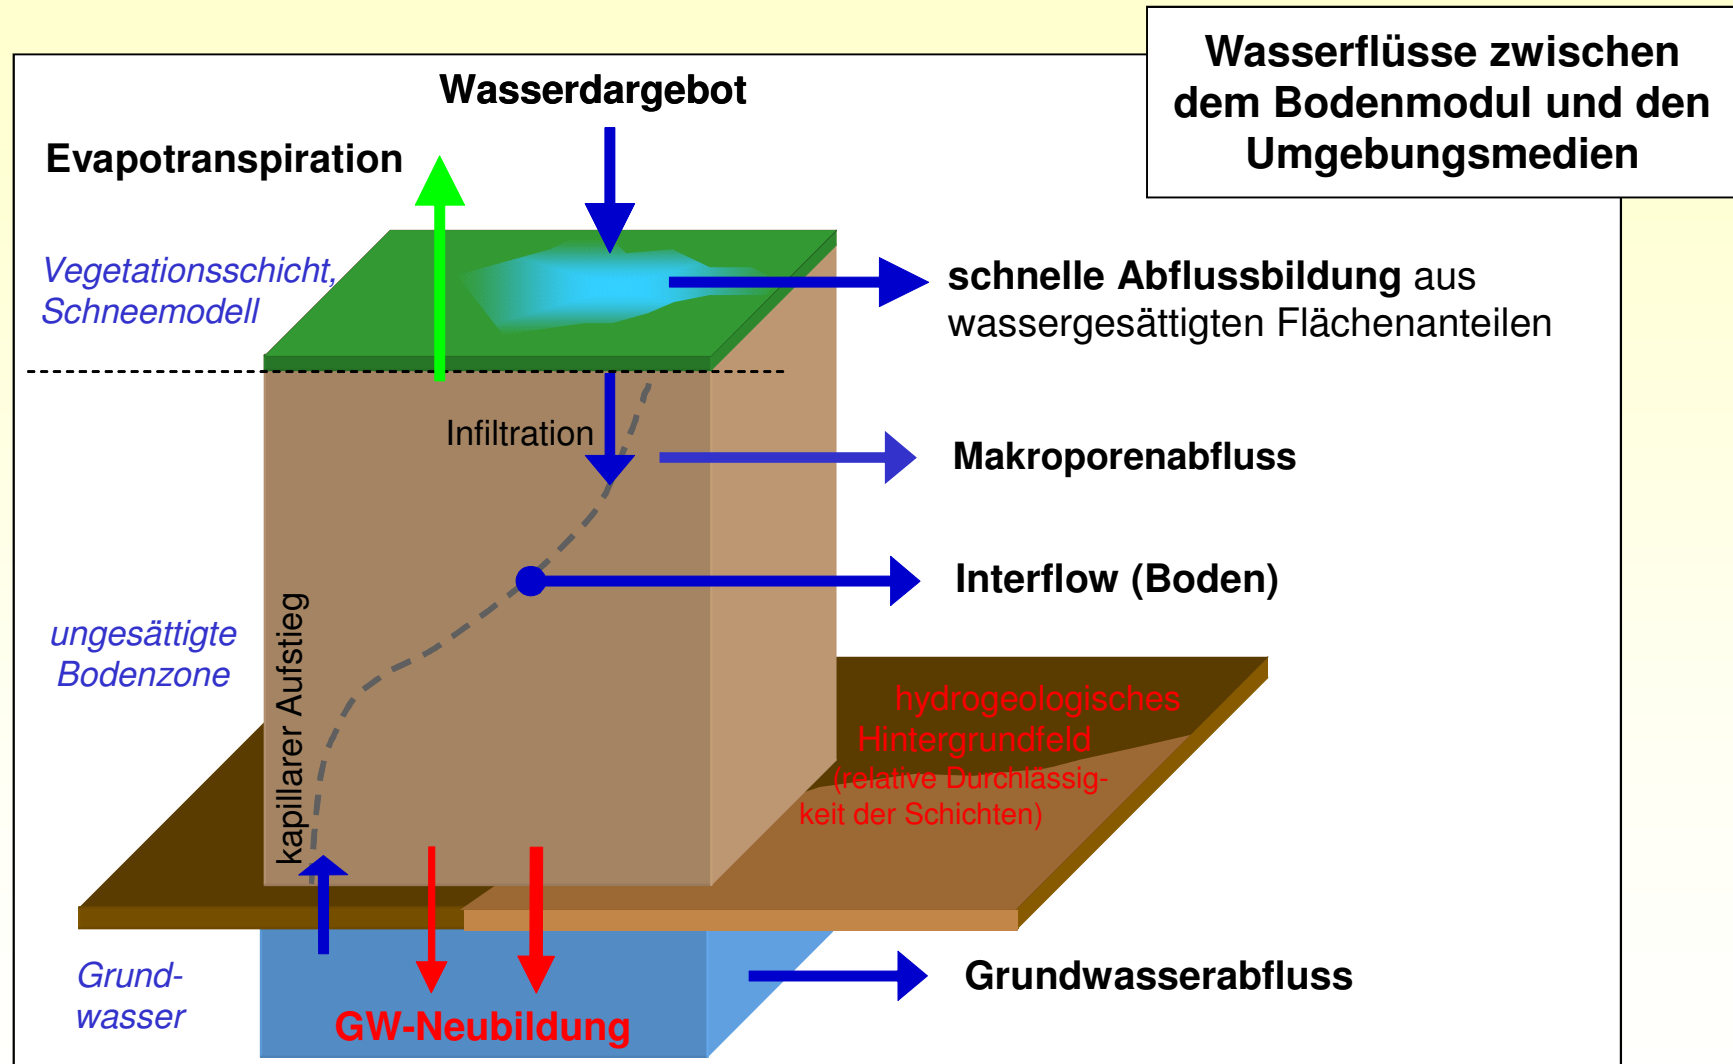 Wasserflüsse zwischen
dem Bodenmodul und den
Umgebungsmedien
Wasserdargebot
Evapotranspiration
Vegetationsschicht,
Schneemodell
schnelle Abflussbildung aus
wassergesättigten Flächenanteilen
Infiltration
Makroporenabfluss
Interflow (Boden)
ungesättigte
Bodenzone
kapillarer Aufstieg
hydrogeologisches
Hintergrundfeld
(relative Durchlässig-
keit der Schichten)
Grund-
wasser
GW-Neubildung
Grundwasserabfluss